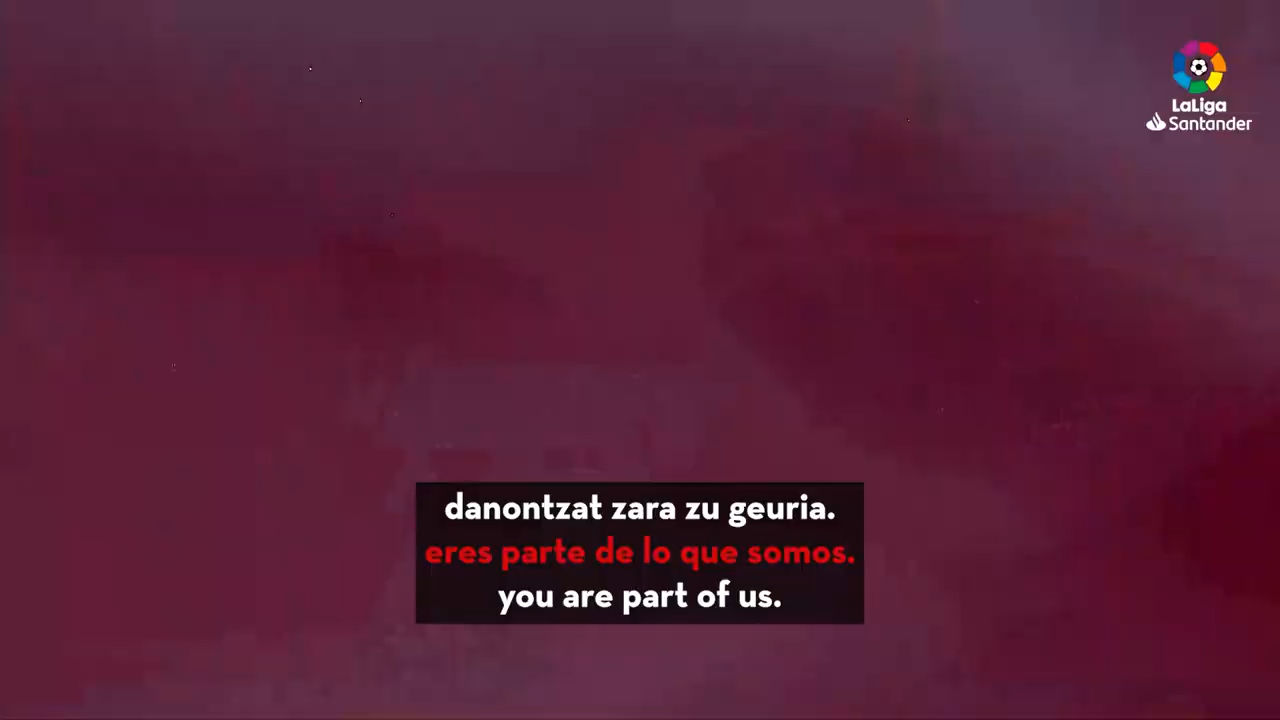 LaLiga
Santander
danontzat zara zu geuria.
eres parte de lo que somos.
you are part of us.